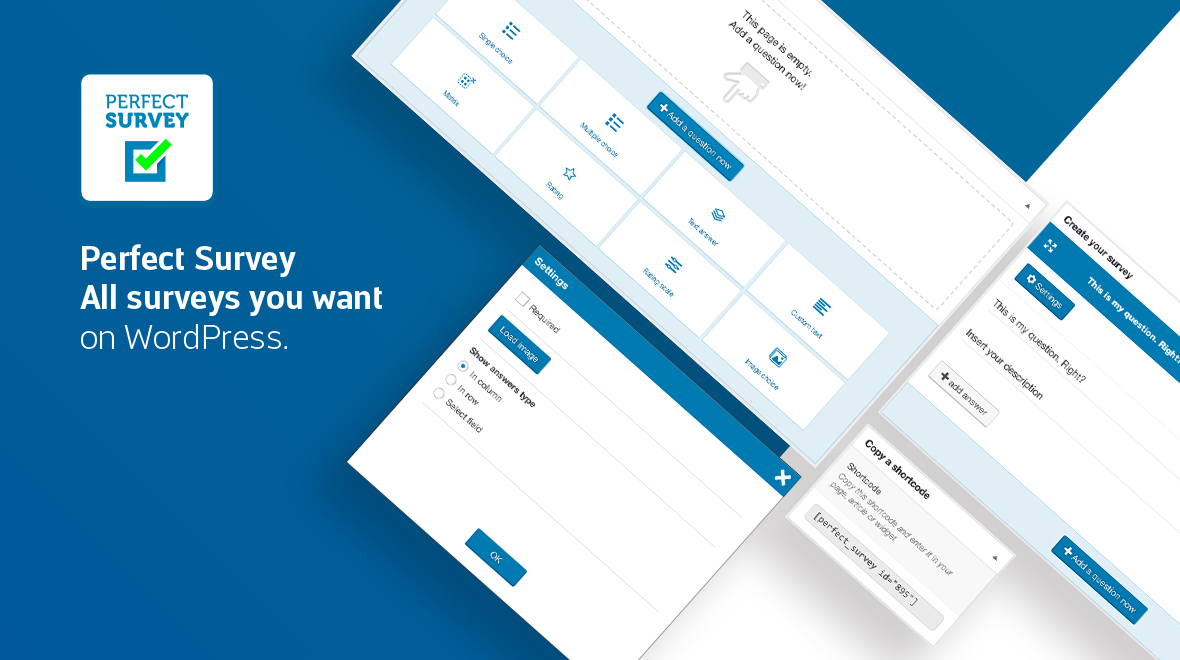 PERFECT
SURVEY
Perfect Survey
All surveys you want
on WordPress.
This page is empty.
Add a question now!
Add a question now
Single choice
Matrix
Multiple choice
Rating
Text answer
Rating scale
Custom text
Image choice
Settings
Required
Load image
Show answers type
In column
In row
Select field
OK
Create your survey
This is my question. Right?
Settings
This is my question. Right?
Insert your description
add answer
Add a question now
Copy a shortcode
Shortcode
Copy this shortcode and enter it in your
page, article or widget
[perfect_survey id="895"]